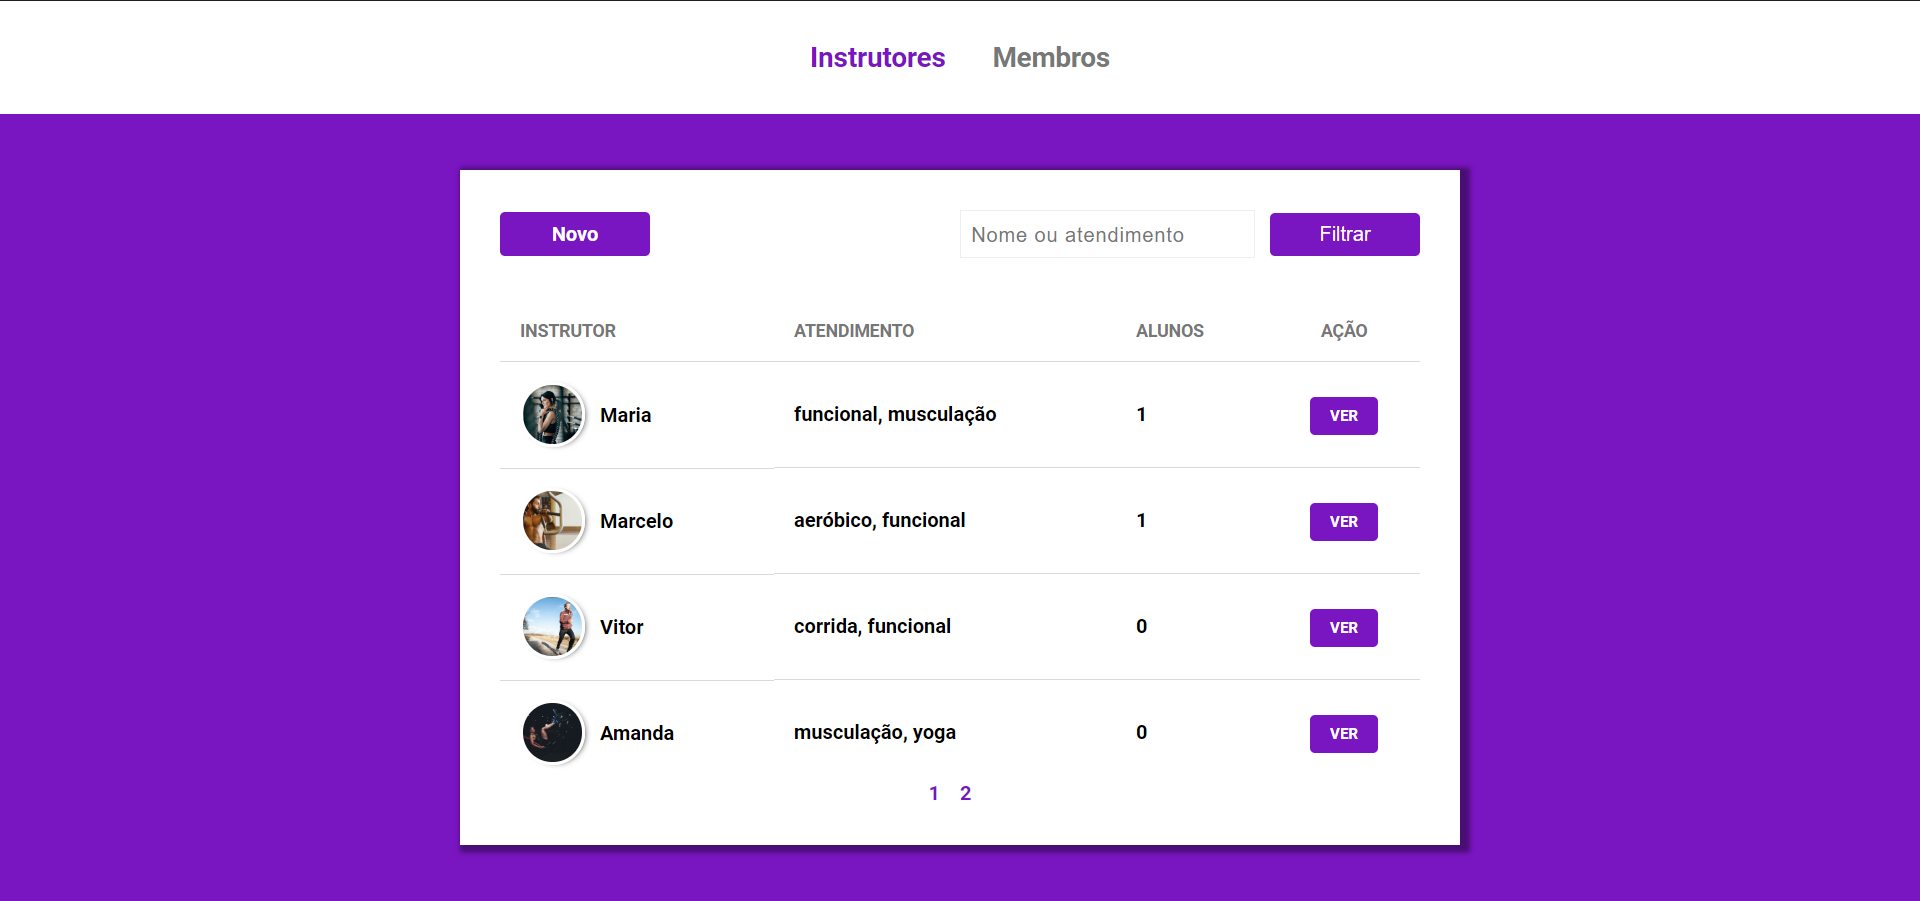 Instrutores Membros
Novo Nome ou atendimento Filtrar
INSTRUTOR ATENDIMENTO ALUNOS AÇÃO
Maria funcional, musculação 1 VER
Marcelo aeróbico, funcional 1 VER
Vitor corrida, funcional 0 VER
Amanda musculação, yoga 0 VER
1 2